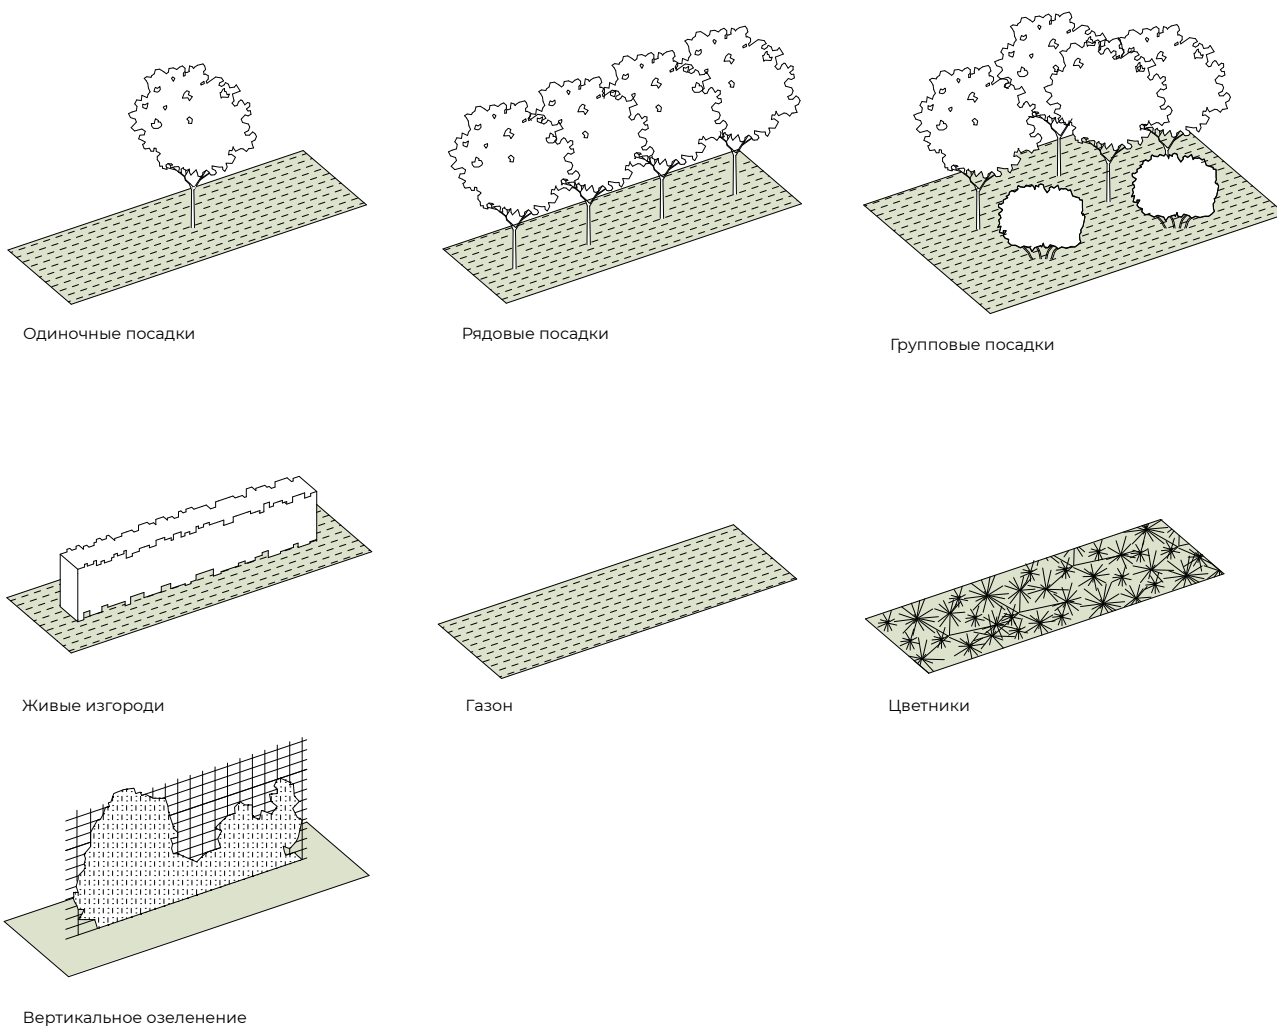 Одиночные посадки
Рядовые посадки
Групповые посадки
Живые изгороди
Газон
Цветники
Вертикальное озеленение